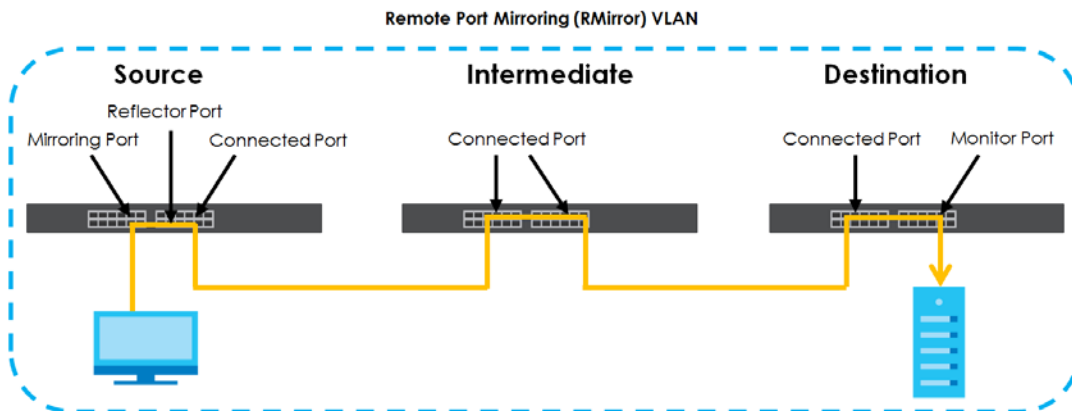 Remote Port Mirroring (RMirror) VLAN
Source
Intermediate
Destination
Reflector Port
Mirroring Port
Connected Port
Connected Port
Connected Port
Monitor Port